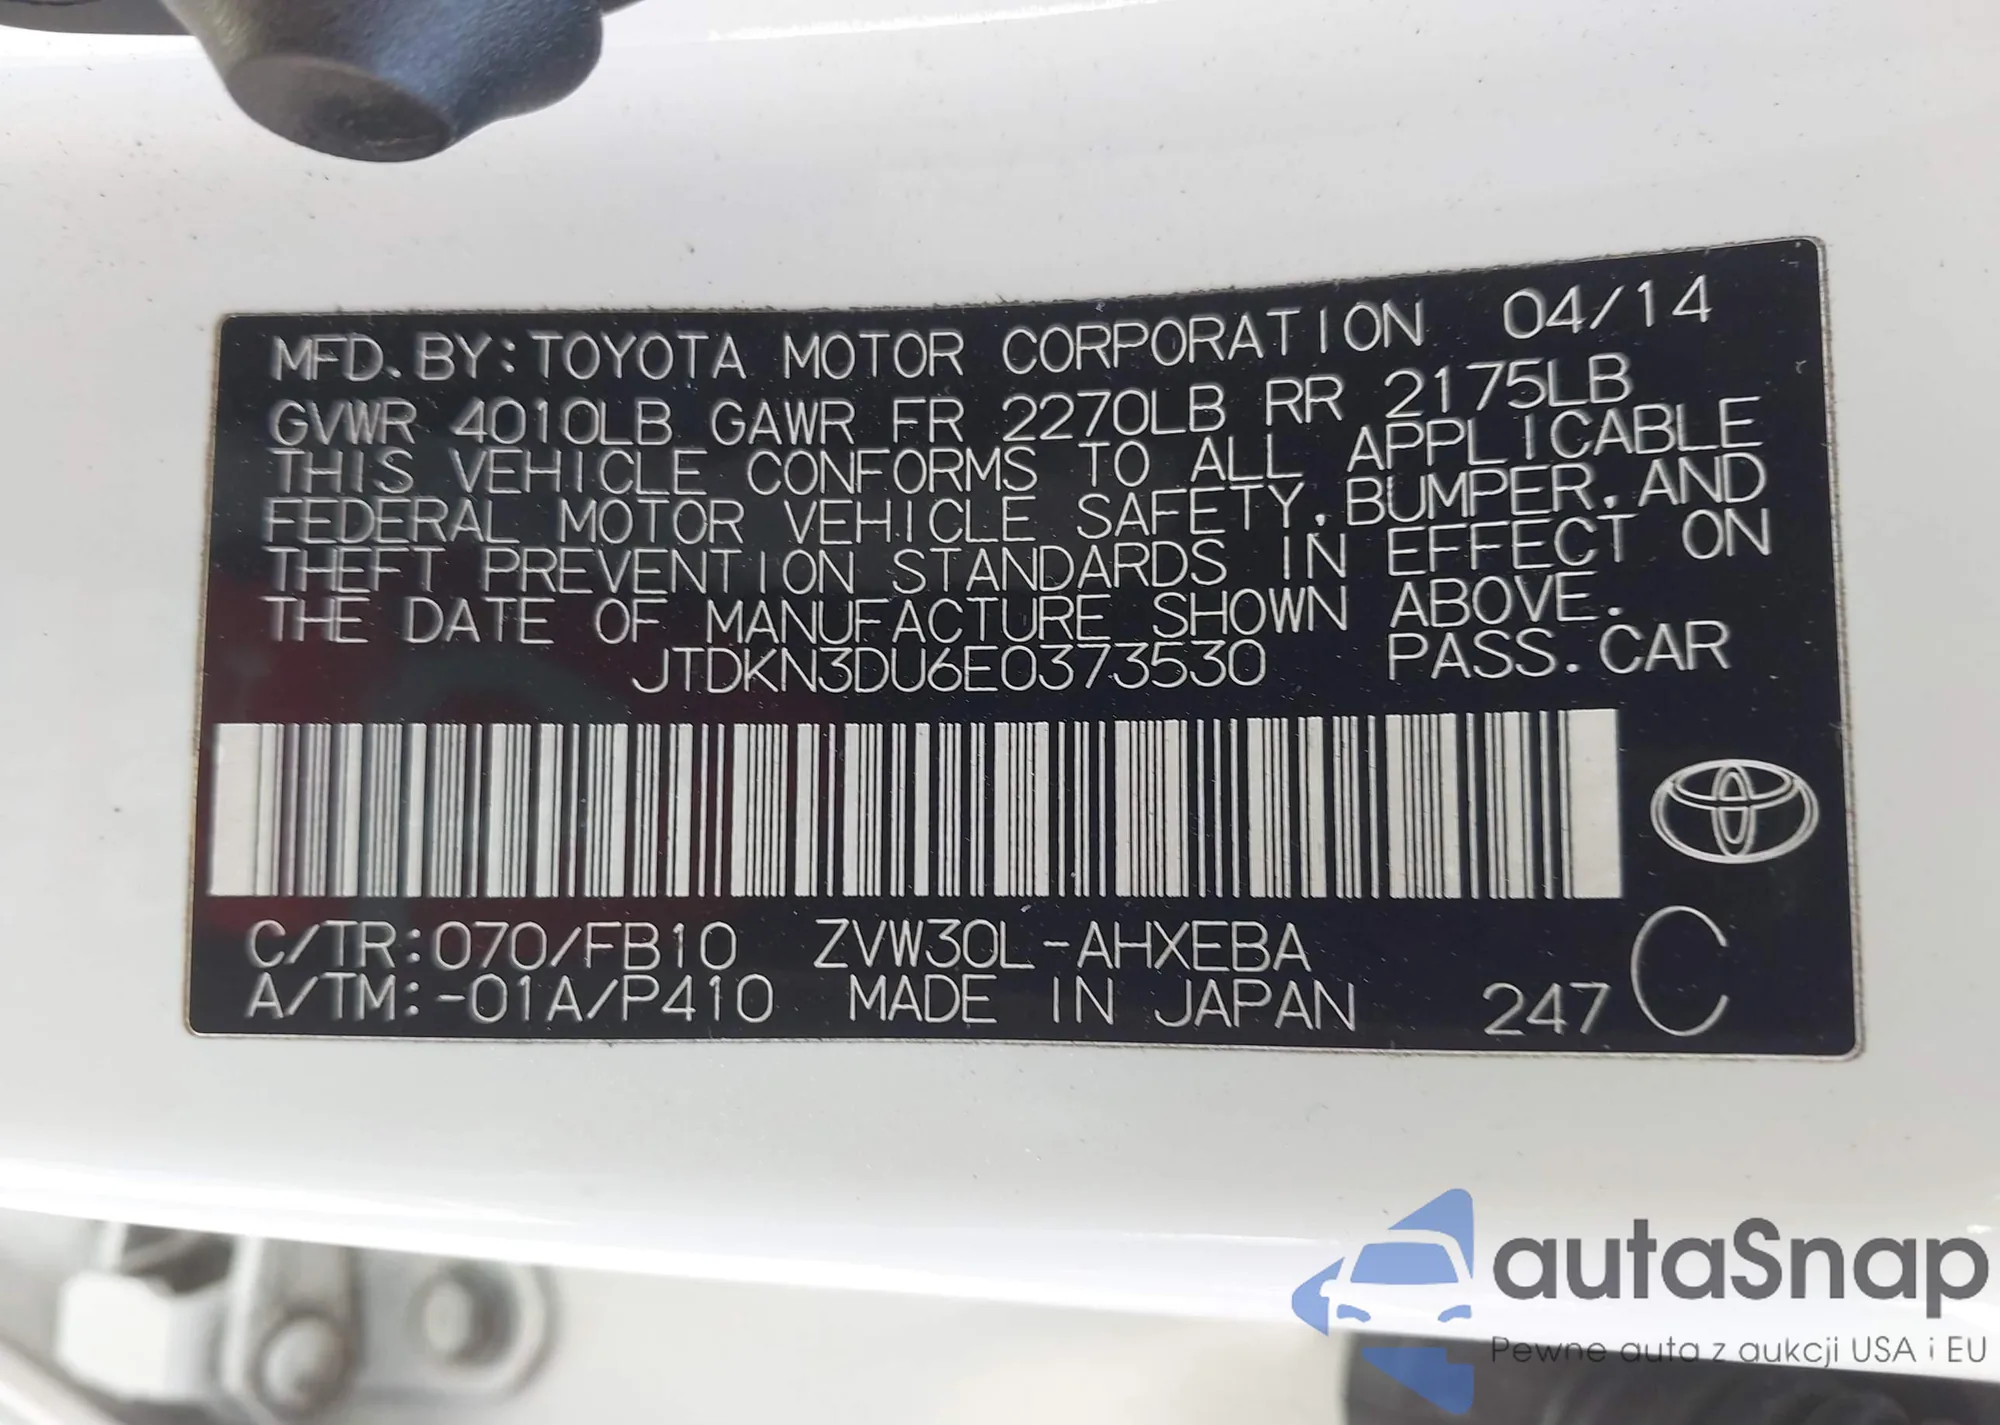 MFD. BY: TOYOTA MOTOR CORPORATION 04/14
GVWR 4010LB GAWR FR 2270LB RR 2175LB
THIS VEHICLE CONFORMS TO ALL APPLICABLE
FEDERAL MOTOR VEHICLE SAFETY, BUMPER, AND
THEFT PREVENTION STANDARDS IN EFFECT ON
THE DATE OF MANUFACTURE SHOWN ABOVE.
JTDKN3DU6E0373530 PASS. CAR
C/TR: 070/FB10 ZVW30L-AHXEBA
A/TM: -01A/P410 MADE IN JAPAN 247 C
autaSnap
Pewne auta z aukcji USA i EU